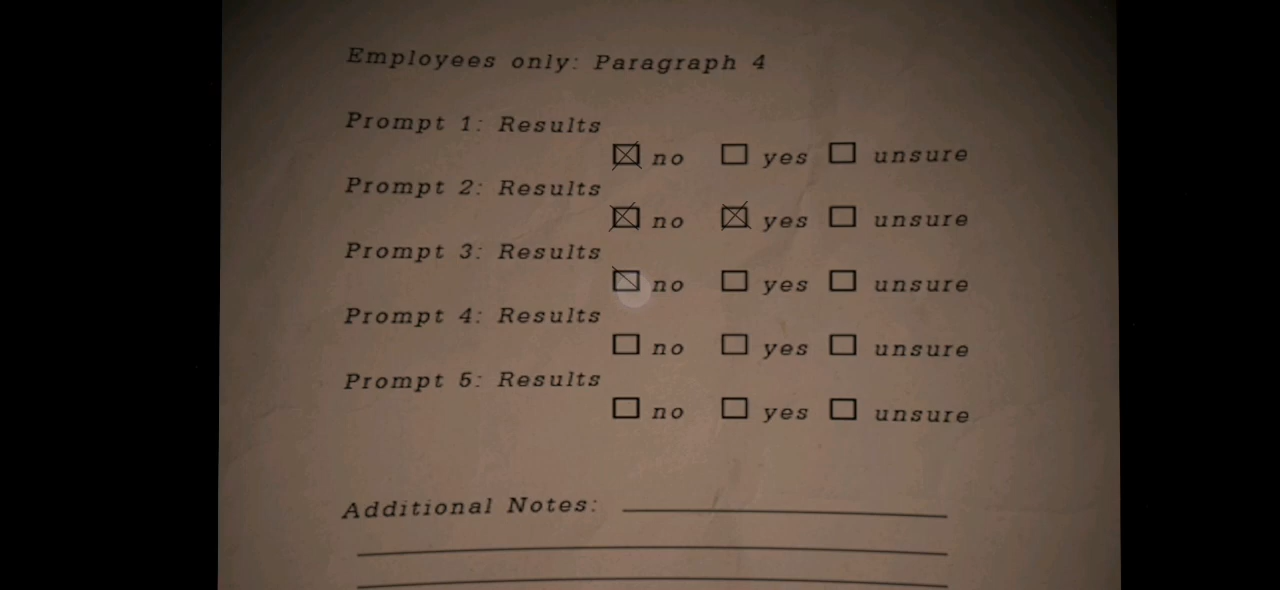 Employees only: Paragraph 4
Prompt 1: Results
no yes unsure
Prompt 2: Results
no yes unsure
Prompt 3: Results
no yes unsure
Prompt 4: Results
no yes unsure
Prompt 5: Results
no yes unsure
Additional Notes: